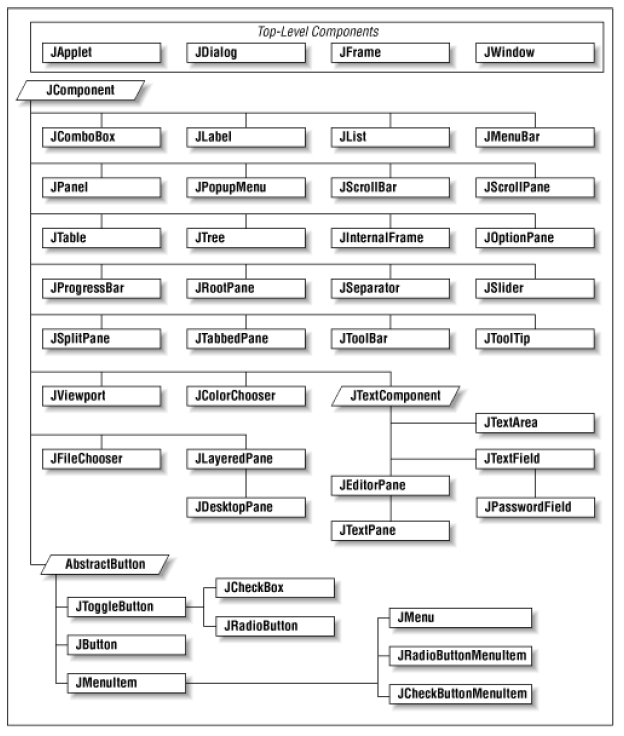 Top-Level Components
JApplet
JDialog
JFrame
JWindow
JComponent
JComboBox
JLabel
JList
JMenuBar
JPanel
JPopupMenu
JScrollBar
JScrollPane
JTable
JTree
JInternalFrame
JOptionPane
JProgressBar
JRootPane
JSeparator
JSlider
JSplitPane
JTabbedPane
JToolBar
JToolTip
JViewport
JColorChooser
JTextComponent
JTextArea
JFileChooser
JLayeredPane
JTextField
JEditorPane
JDesktopPane
JPasswordField
JTextPane
AbstractButton
JCheckBox
JToggleButton
JRadioButton
JMenu
JButton
JRadioButtonMenuItem
JMenuItem
JCheckButtonMenuItem